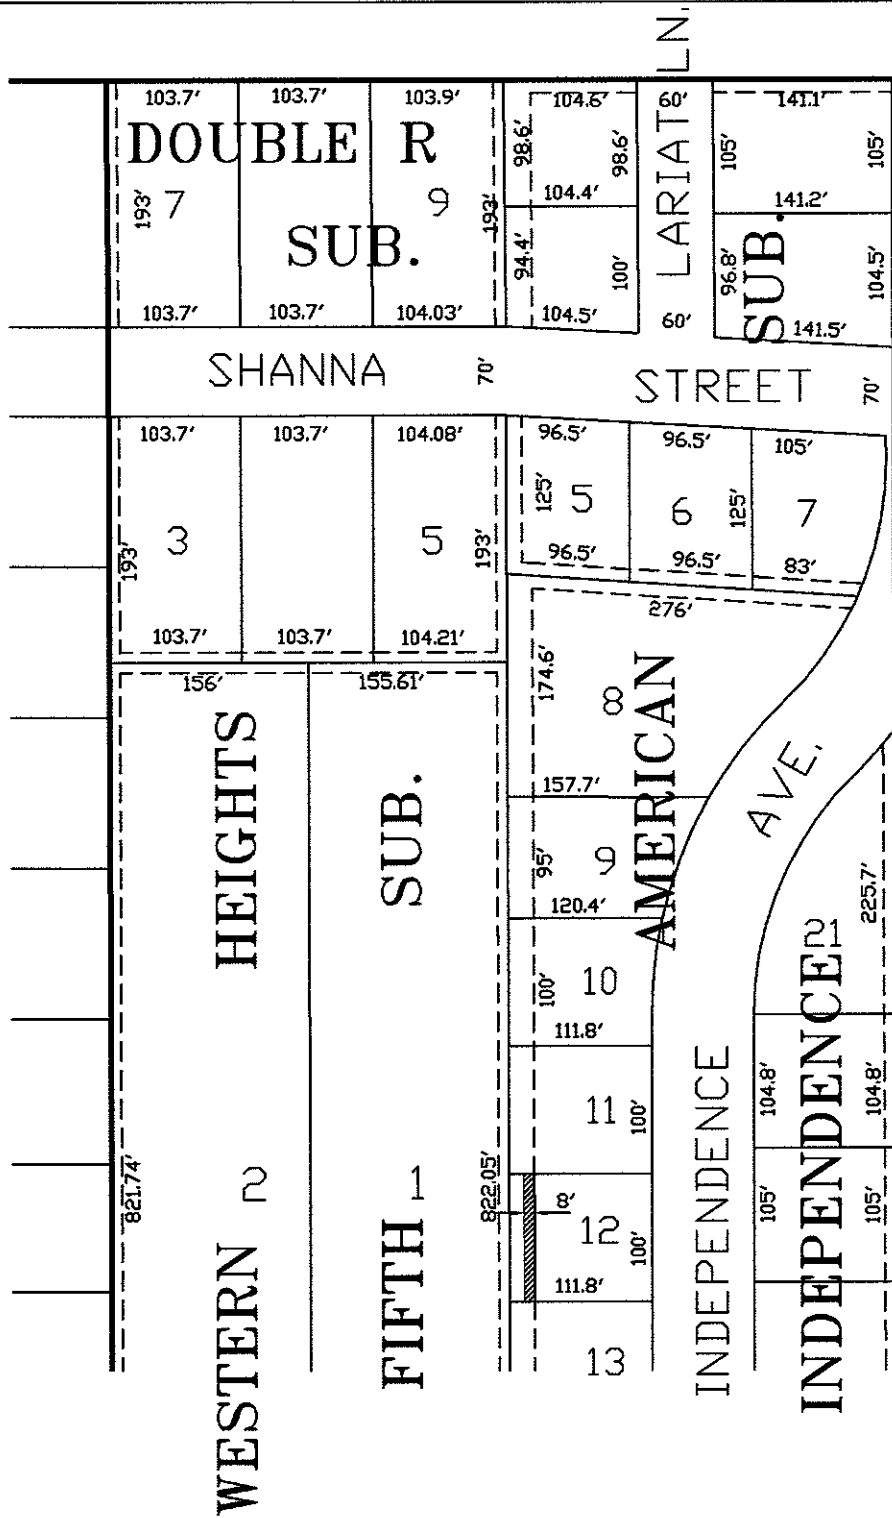 LARIAT LN.
103.7' 103.7' 103.9' 104.6' 60' 141.1'
DOUBLE R
SUB.
98.6' 98.6' 105' 105'
193' 7 9 193' 104.4' 141.2'
94.4' 100' 96.8' SUB. 104.5'
103.7' 103.7' 104.03' 104.5' 60' 141.5'
SHANNA 70' STREET 70'
103.7' 103.7' 104.08' 96.5' 96.5' 105'
193' 3 5 193' 125' 5 6 125' 7
96.5' 96.5' 83'
103.7' 103.7' 104.21' 276'
156' 155.61' 174.6' 8
157.7'
AVE.
95' 9
120.4'
225.7'
21
100' 10
111.8'
11 100'
104.8' 104.8'
821.74' 2 1 822.05'
8'
12 100'
105' 105'
111.8'
13
WESTERN HEIGHTS
FIFTH SUB.
AMERICAN
INDEPENDENCE
INDEPENDENCE